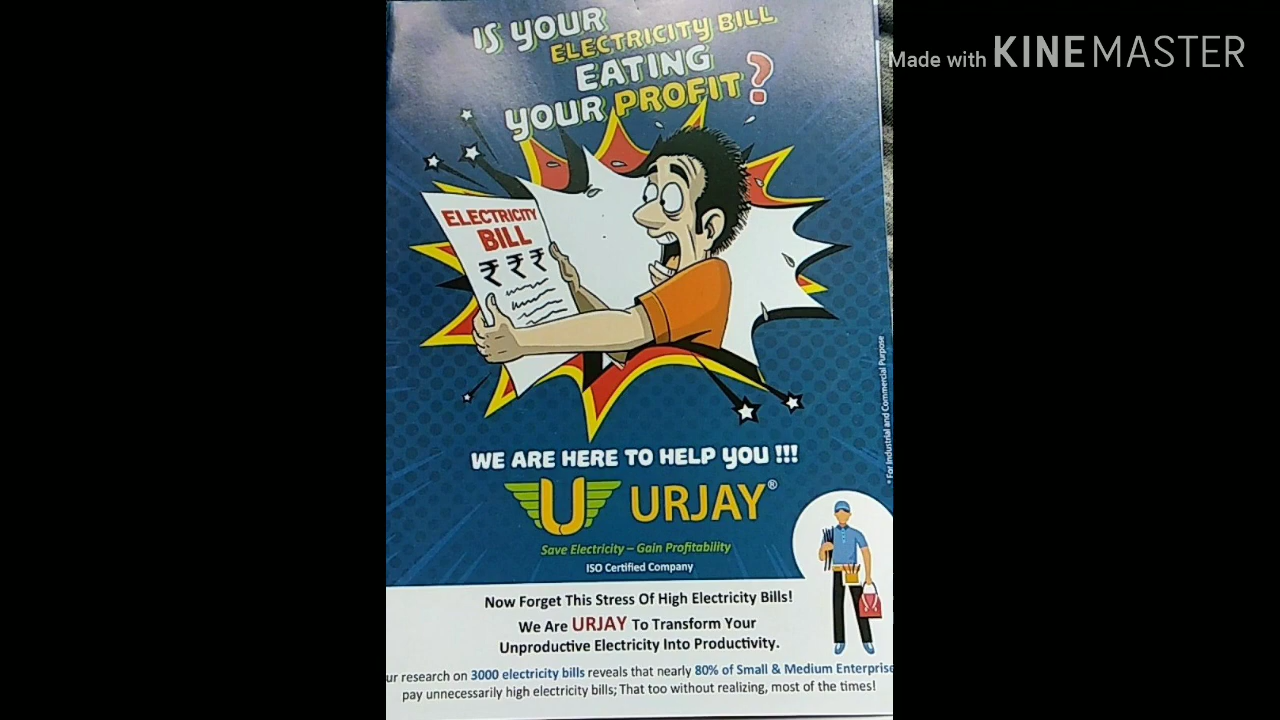 IS YOUR
ELECTRICITY BILL
EATING
YOUR PROFIT?
Made with KINEMASTER
ELECTRICITY
BILL
₹ ₹ ₹
* For Industrial and Commercial Purpose
WE ARE HERE TO HELP YOU !!!
U URJAY®
Save Electricity – Gain Profitability
ISO Certified Company
Now Forget This Stress Of High Electricity Bills!
We Are URJAY To Transform Your
Unproductive Electricity Into Productivity.
ur research on 3000 electricity bills reveals that nearly 80% of Small & Medium Enterprise
pay unnecessarily high electricity bills; That too without realizing, most of the times!